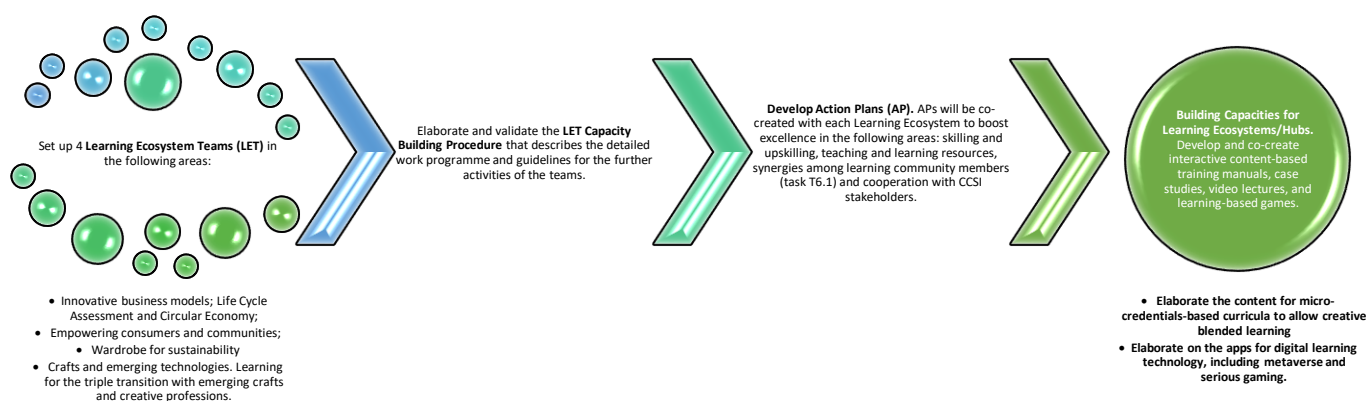 Set up 4 Learning Ecosystem Teams (LET) in
the following areas:
• Innovative business models; Life Cycle
Assessment and Circular Economy;
• Empowering consumers and communities;
• Wardrobe for sustainability
• Crafts and emerging technologies. Learning
for the triple transition with emerging crafts
and creative professions.
Elaborate and validate the LET Capacity
Building Procedure that describes the detailed
work programme and guidelines for the further
activities of the teams.
Develop Action Plans (AP). APs will be co-
created with each Learning Ecosystem to boost
excellence in the following areas: skilling and
upskilling, teaching and learning resources,
synergies among learning community members
(task T6.1) and cooperation with CCSI
stakeholders.
Building Capacities for
Learning Ecosystems/Hubs.
Develop and co-create
interactive content-based
training manuals, case
studies, video lectures, and
learning-based games.
• Elaborate the content for micro-
credentials-based curricula to allow creative
blended learning
• Elaborate on the apps for digital learning
technology, including metaverse and
serious gaming.